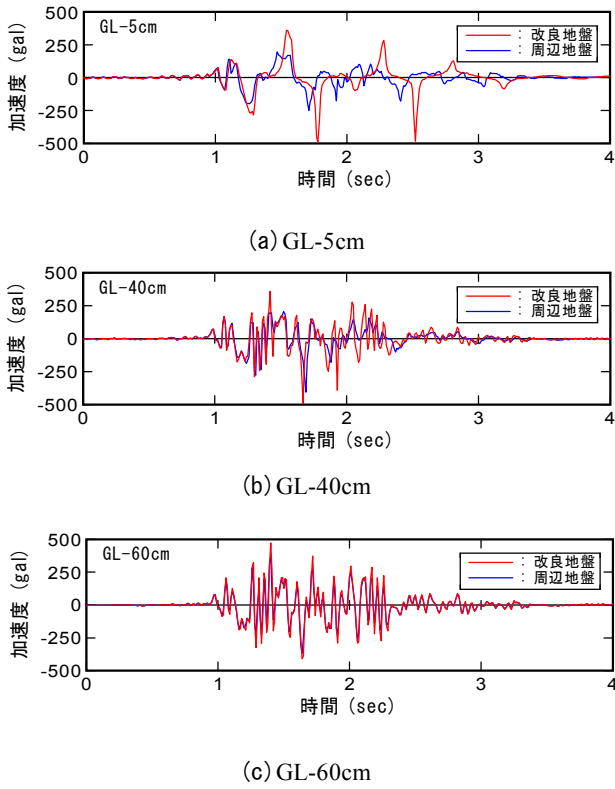 500
GL-5cm
： 改良地盤
： 周辺地盤
250
0
-250
-500
加速度 (gal)
0 1 2 3 4
時間 (sec)
(a) GL-5cm
500
GL-40cm
： 改良地盤
： 周辺地盤
250
0
-250
-500
加速度 (gal)
0 1 2 3 4
時間 (sec)
(b) GL-40cm
500
GL-60cm
： 改良地盤
： 周辺地盤
250
0
-250
-500
加速度 (gal)
0 1 2 3 4
時間 (sec)
(c) GL-60cm